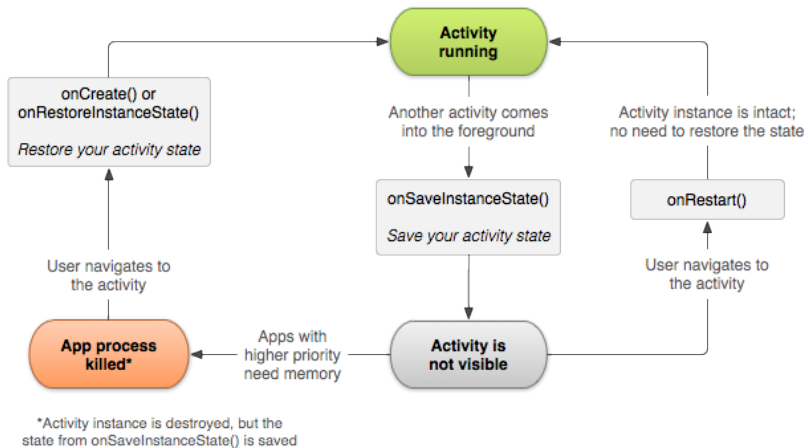 Activity
running
onCreate() or
onRestoreInstanceState()
Restore your activity state
Another activity comes
into the foreground
Activity instance is intact;
no need to restore the state
onSaveInstanceState()
Save your activity state
onRestart()
User navigates to
the activity
User navigates to
the activity
App process
killed*
Apps with
higher priority
need memory
Activity is
not visible
*Activity instance is destroyed, but the
state from onSaveInstanceState() is saved